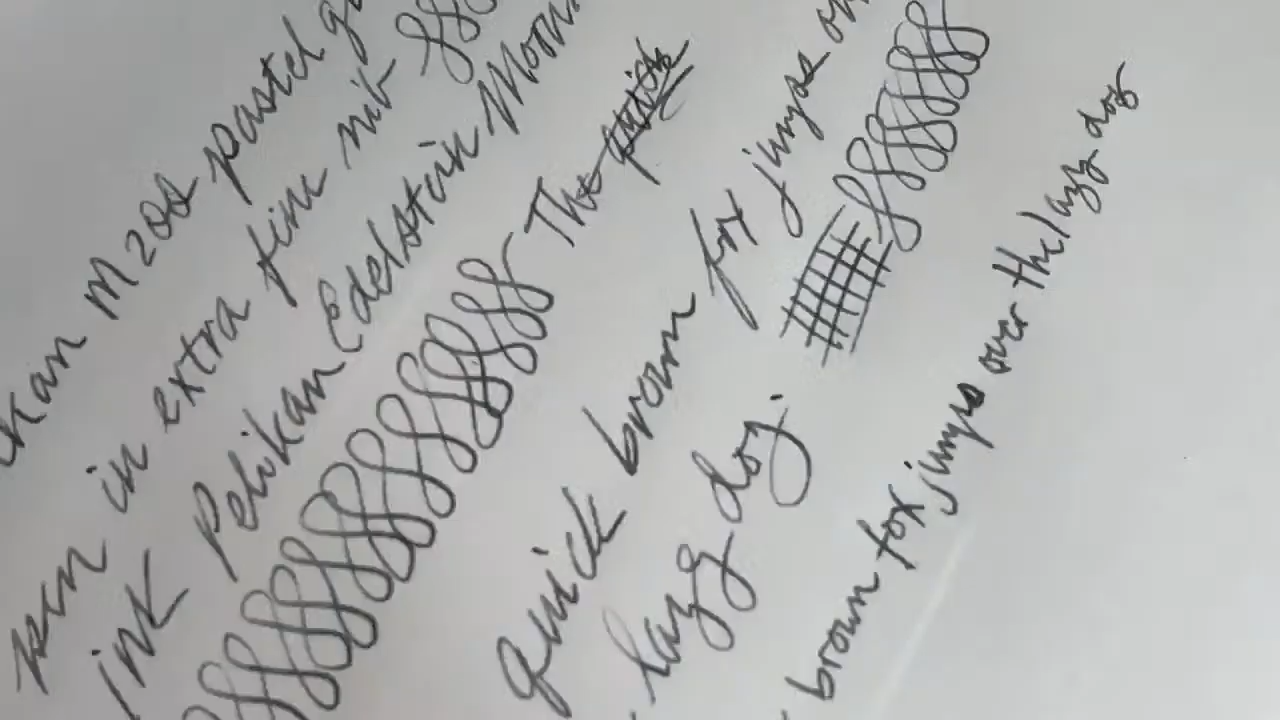 kan M205 pastel
pen in extra fine nib
ink Pelikan Edelstein Moon
The quick
quick brown fox jumps ov
lazy dog.
brown fox jumps over the lazy dog